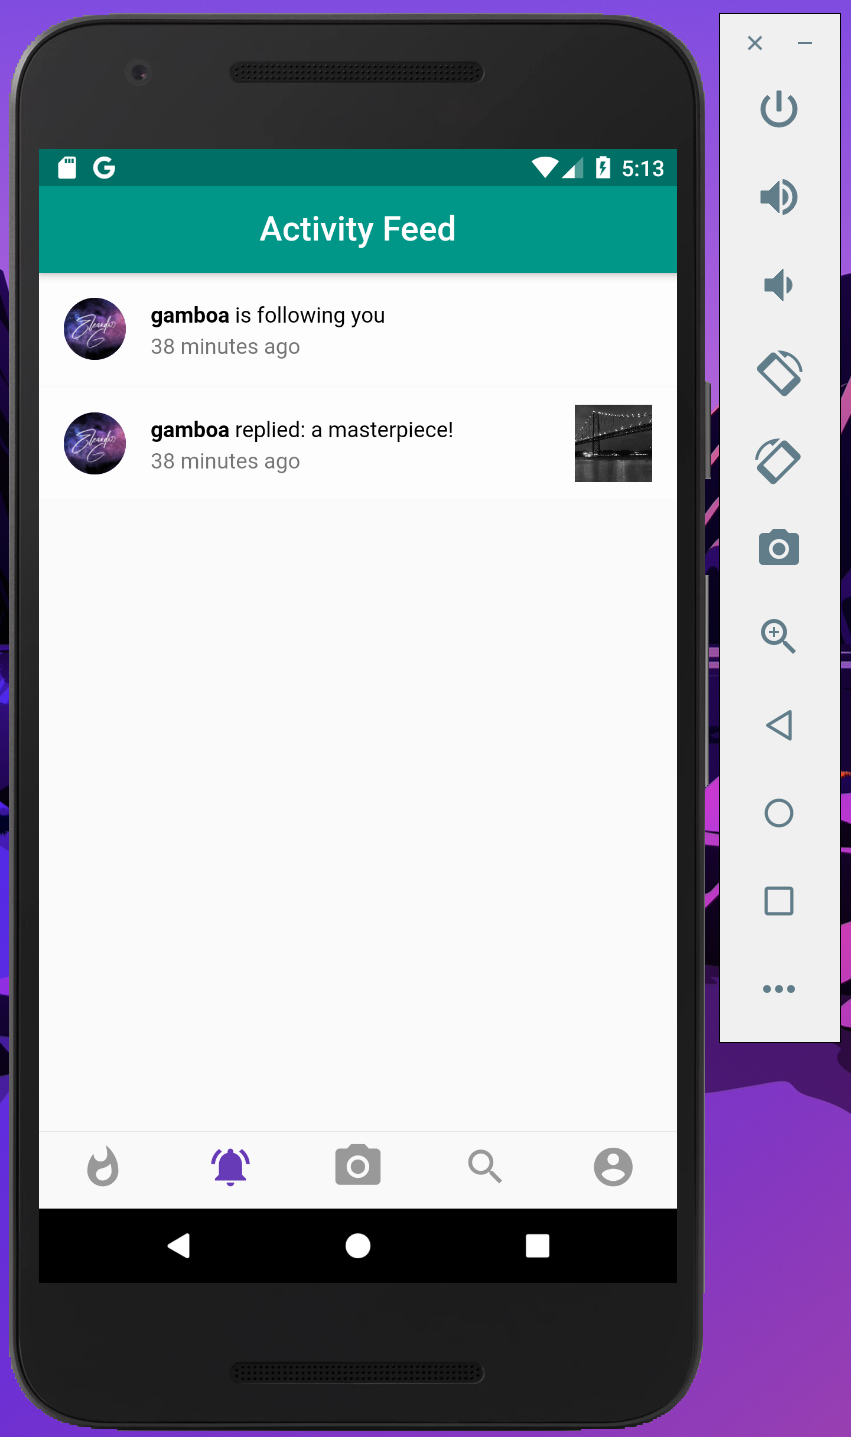 5:13
Activity Feed
gamboa is following you
38 minutes ago
gamboa replied: a masterpiece!
38 minutes ago